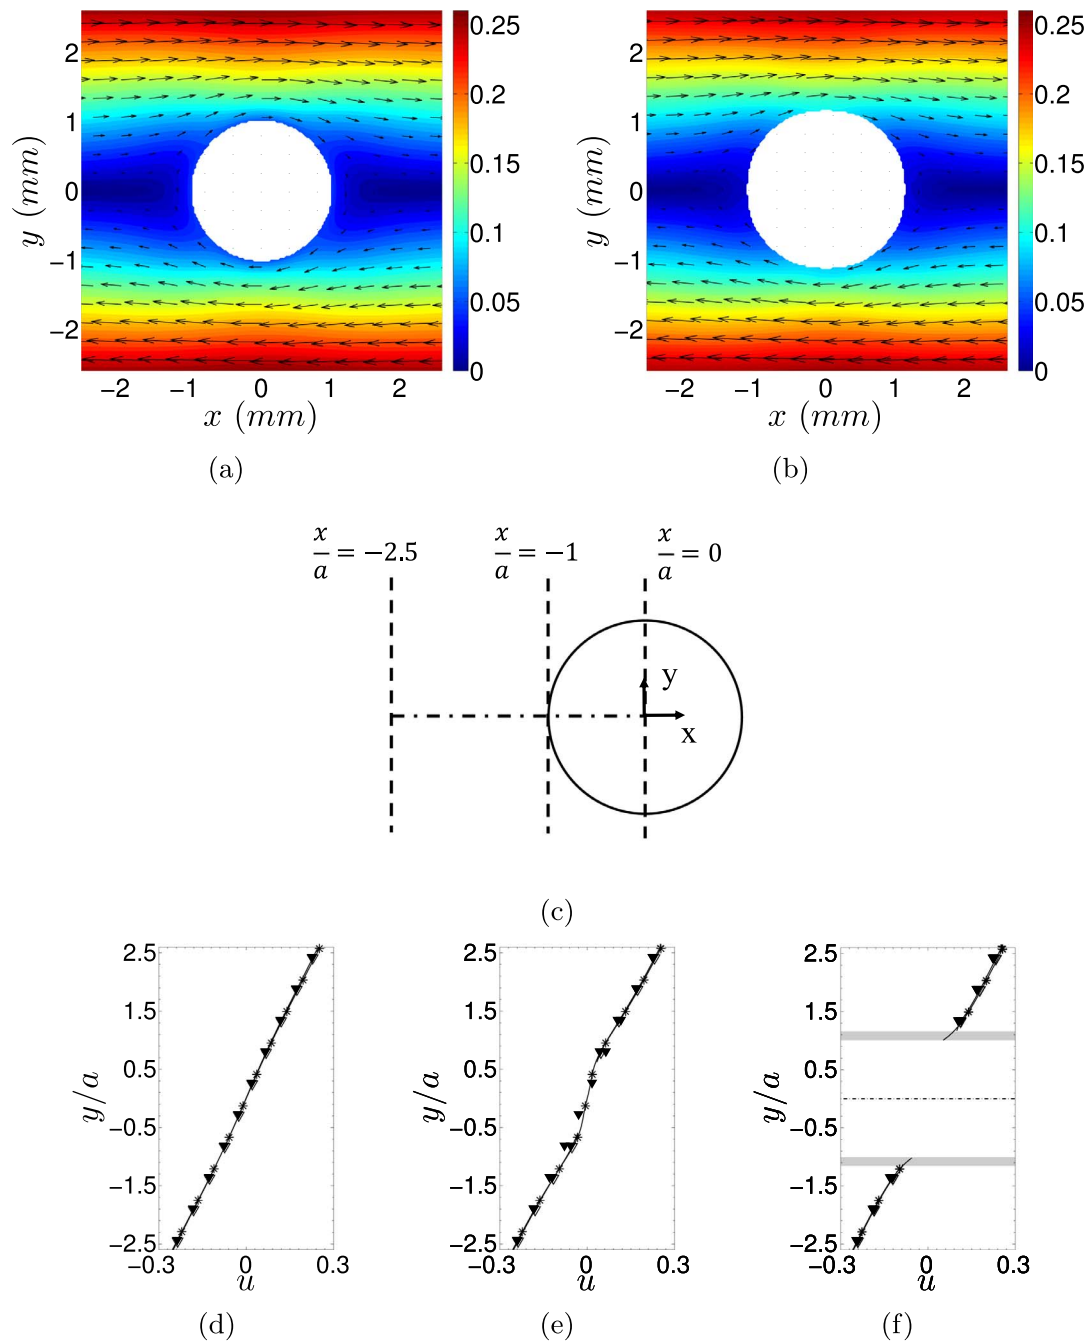 0.25 0.25
2 0.2 2 0.2
1 1
0.15 0.15
y (mm) 0 y (mm) 0
0.1 0.1
−1 −1
0.05 0.05
−2 −2
0 0
−2 −1 0 1 2 −2 −1 0 1 2
x (mm) x (mm)
(a) (b)
x/a = −2.5 x/a = −1 x/a = 0
y
x
(c)
2.5 2.5 2.5
1.5 1.5 1.5
0.5 0.5 0.5
y/a y/a y/a
−0.5 −0.5 −0.5
−1.5 −1.5 −1.5
−2.5 −2.5 −2.5
−0.3 0 0.3 −0.3 0 0.3 −0.3 0 0.3
u u u
(d) (e) (f)